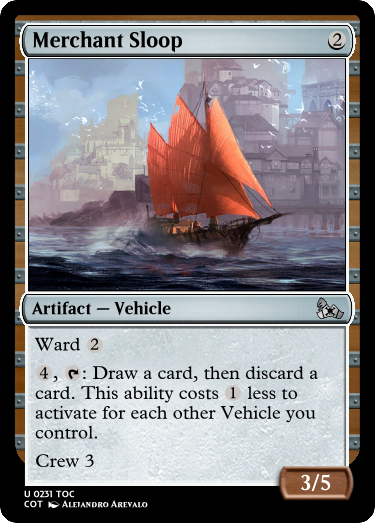 Merchant Sloop 2
Artifact — Vehicle
Ward 2
4, : Draw a card, then discard a
card. This ability costs 1 less to
activate for each other Vehicle you
control.
Crew 3
3/5
U 0231 TOC
COT Alejandro Arevalo